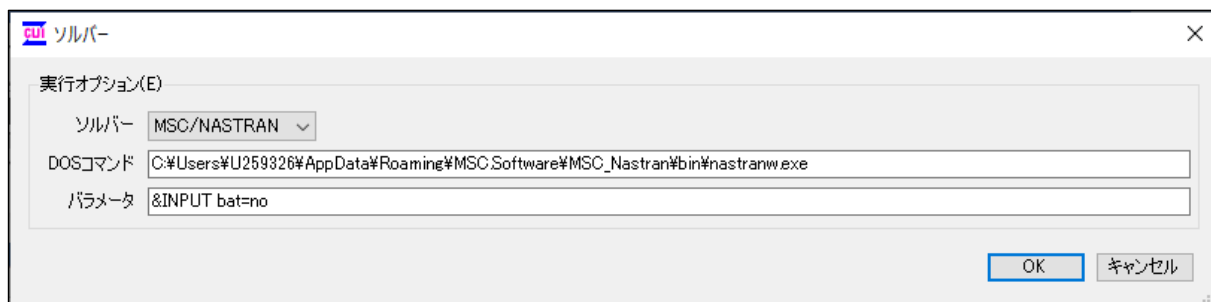 CUI ソルバー
実行オプション(E)
ソルバー MSC/NASTRAN
DOSコマンド C:¥Users¥U259326¥AppData¥Roaming¥MSC.Software¥MSC_Nastran¥bin¥nastranw.exe
パラメータ &INPUT bat=no
OK キャンセル